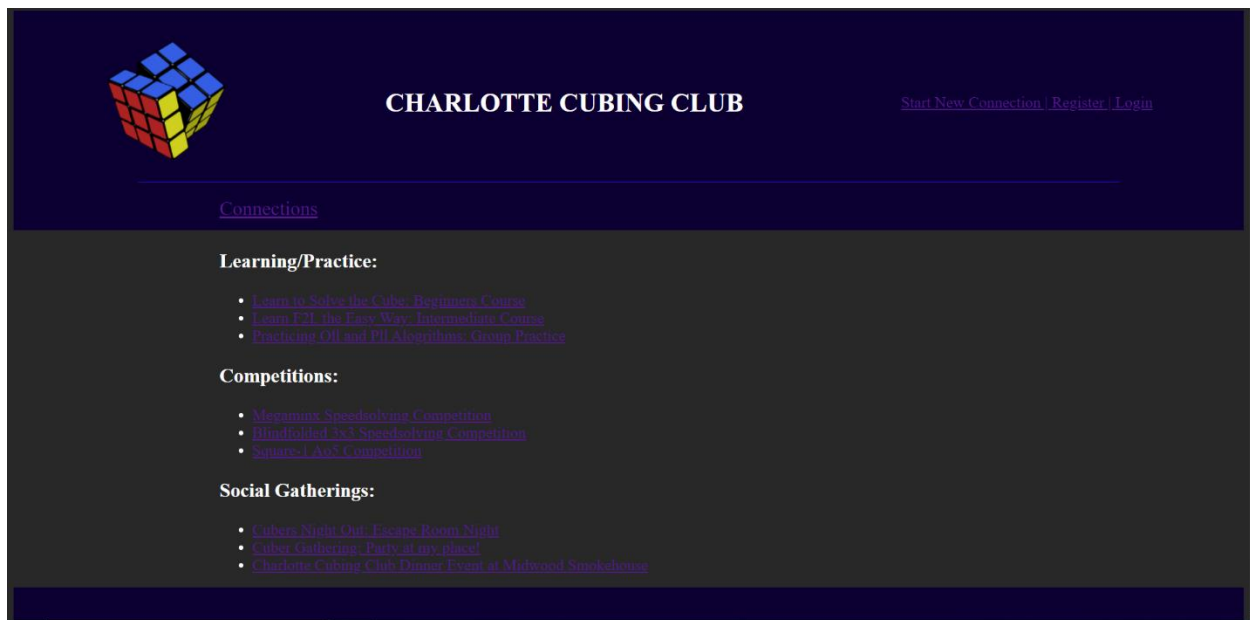 CHARLOTTE CUBING CLUB
Start New Connection | Register | Login
Connections
Learning/Practice:
Learn to Solve the Cube: Beginners Course
Learn F2L the Easy Way: Intermediate Course
Practicing Oll and Pll Alogrithms: Group Practice
Competitions:
Megaminx Speedsolving Competition
Blindfolded 3x3 Speedsolving Competition
Square-1 Ao5 Competition
Social Gatherings:
Cubers Night Out: Escape Room Night
Cuber Gathering: Party at my place!
Charlotte Cubing Club Dinner Event at Midwood Smokehouse